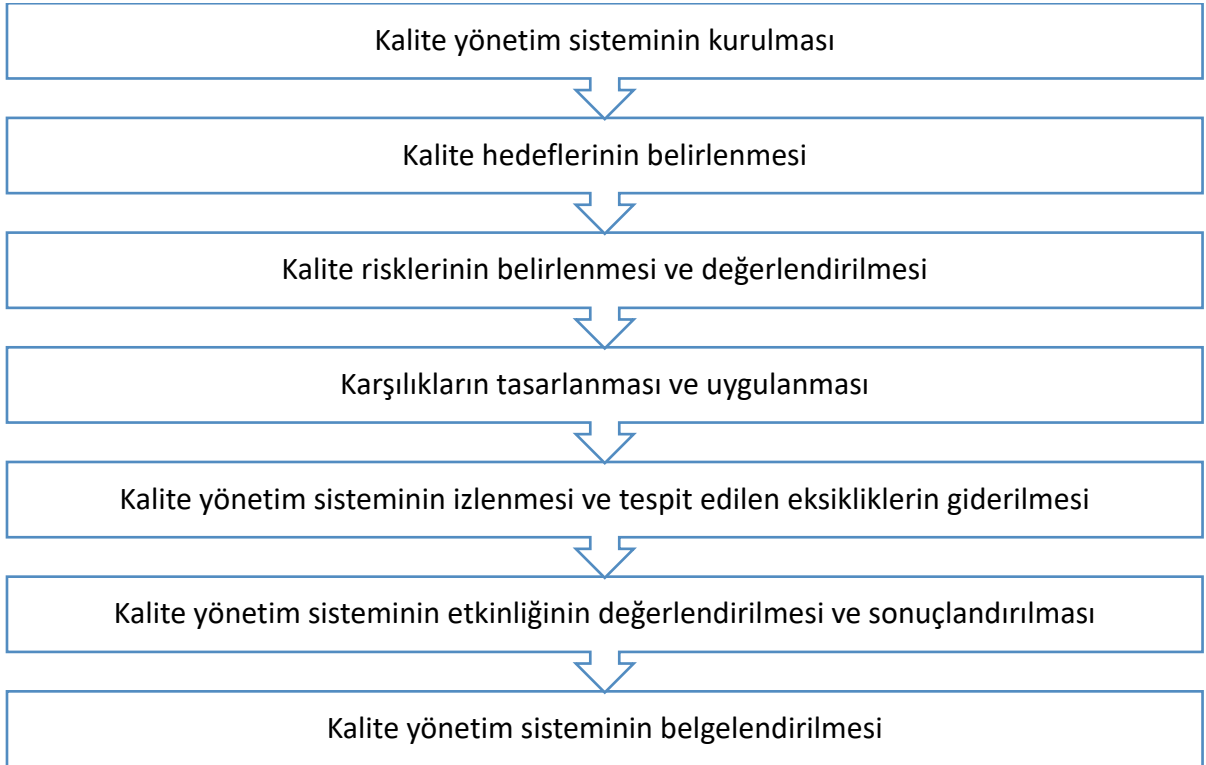 Kalite yönetim sisteminin kurulması
Kalite hedeflerinin belirlenmesi
Kalite risklerinin belirlenmesi ve değerlendirilmesi
Karşılıkların tasarlanması ve uygulanması
Kalite yönetim sisteminin izlenmesi ve tespit edilen eksikliklerin giderilmesi
Kalite yönetim sisteminin etkinliğinin değerlendirilmesi ve sonuçlandırılması
Kalite yönetim sisteminin belgelendirilmesi